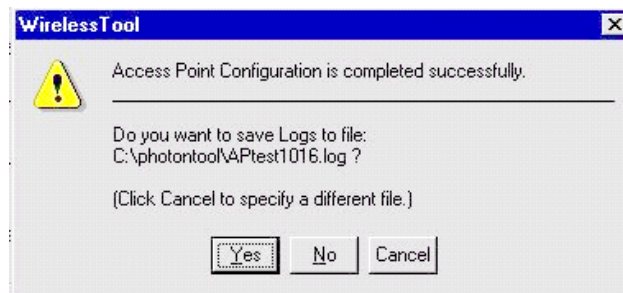 WirelessTool
Access Point Configuration is completed successfully.
Do you want to save Logs to file:
C:\photontool\APtest1016.log ?
(Click Cancel to specify a different file.)
Yes No Cancel